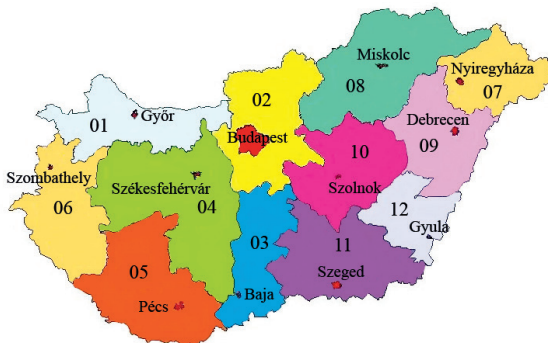 Miskolc
08
Nyiregyháza
07
02
01
Győr
Budapest
Debrecen
09
10
Szombathely
06
Székesfehérvár
04
Szolnok
12
Gyula
03
11
05
Szeged
Pécs
Baja